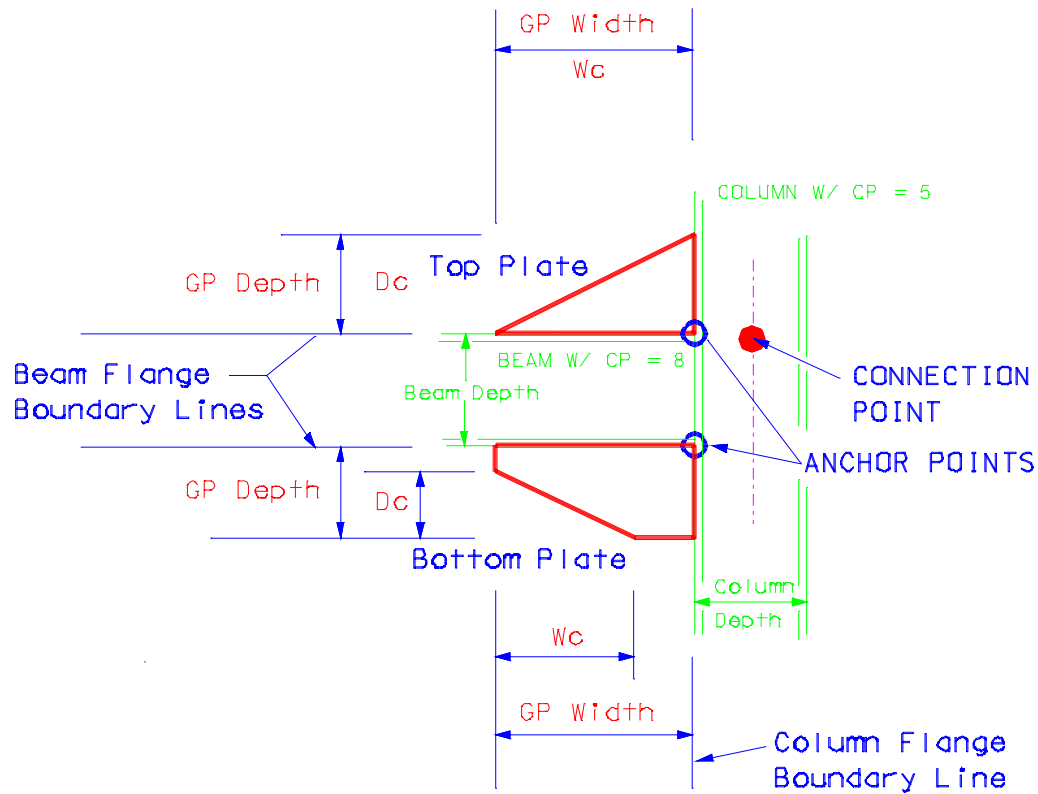 GP Width
Wc
COLUMN W/ CP = 5
Top Plate
GP Depth
Dc
BEAM W/ CP = 8
Beam Flange
Boundary Lines
Beam Depth
CONNECTION
POINT
ANCHOR POINTS
GP Depth
Dc
Bottom Plate
Column
Depth
Wc
GP Width
Column Flange
Boundary Line